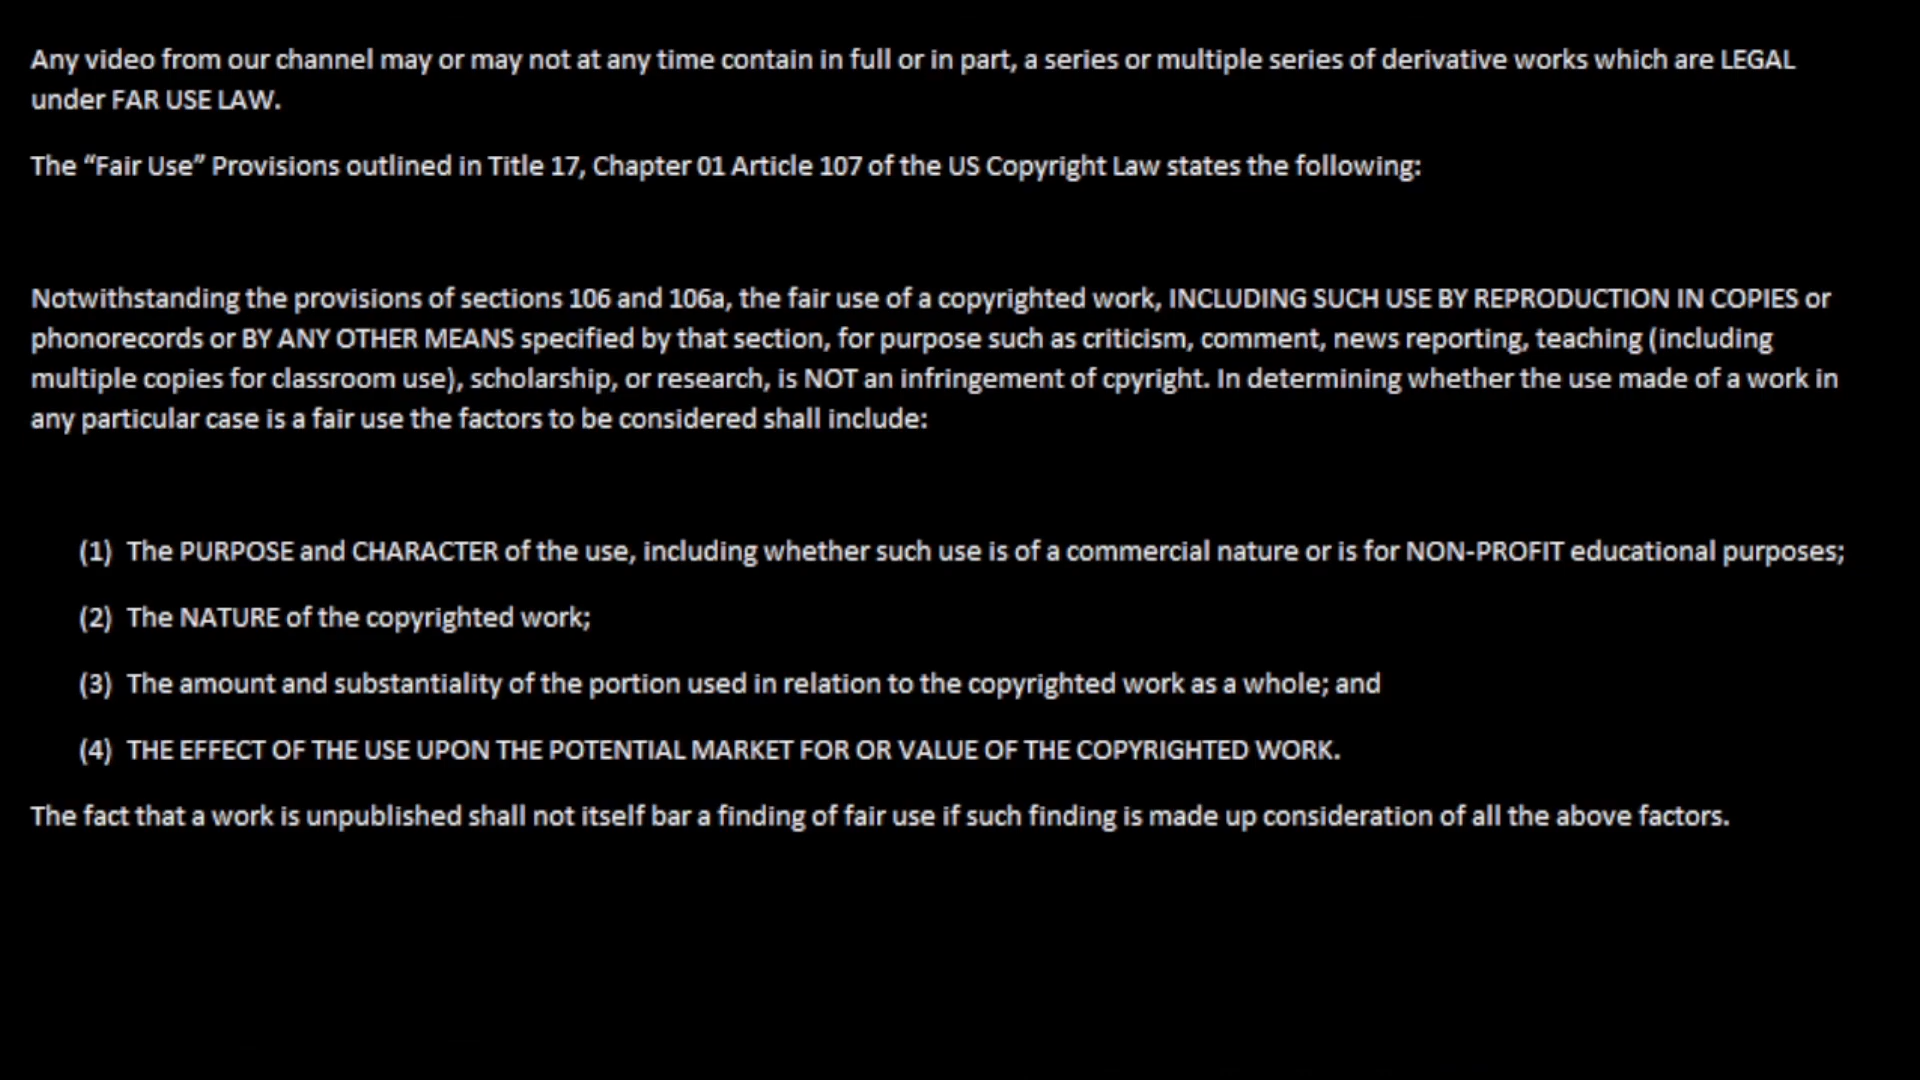 Any video from our channel may or may not at any time contain in full or in part, a series or multiple series of derivative works which are LEGAL
under FAR USE LAW.
The “Fair Use” Provisions outlined in Title 17, Chapter 01 Article 107 of the US Copyright Law states the following:
Notwithstanding the provisions of sections 106 and 106a, the fair use of a copyrighted work, INCLUDING SUCH USE BY REPRODUCTION IN COPIES or
phonorecords or BY ANY OTHER MEANS specified by that section, for purpose such as criticism, comment, news reporting, teaching (including
multiple copies for classroom use), scholarship, or research, is NOT an infringement of cpyright. In determining whether the use made of a work in
any particular case is a fair use the factors to be considered shall include:
(1) The PURPOSE and CHARACTER of the use, including whether such use is of a commercial nature or is for NON-PROFIT educational purposes;
(2) The NATURE of the copyrighted work;
(3) The amount and substantiality of the portion used in relation to the copyrighted work as a whole; and
(4) THE EFFECT OF THE USE UPON THE POTENTIAL MARKET FOR OR VALUE OF THE COPYRIGHTED WORK.
The fact that a work is unpublished shall not itself bar a finding of fair use if such finding is made up consideration of all the above factors.